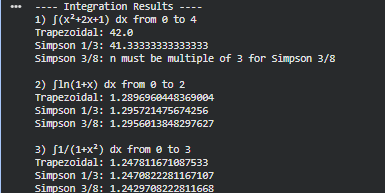 ---- Integration Results ----
1) ∫(x²+2x+1) dx from 0 to 4
Trapezoidal: 42.0
Simpson 1/3: 41.33333333333333
Simpson 3/8: n must be multiple of 3 for Simpson 3/8
2) ∫ln(1+x) dx from 0 to 2
Trapezoidal: 1.2896960448369004
Simpson 1/3: 1.295721475674256
Simpson 3/8: 1.2956013848297627
3) ∫1/(1+x²) dx from 0 to 3
Trapezoidal: 1.247811671087533
Simpson 1/3: 1.2470822281167107
Simpson 3/8: 1.2429708222811668